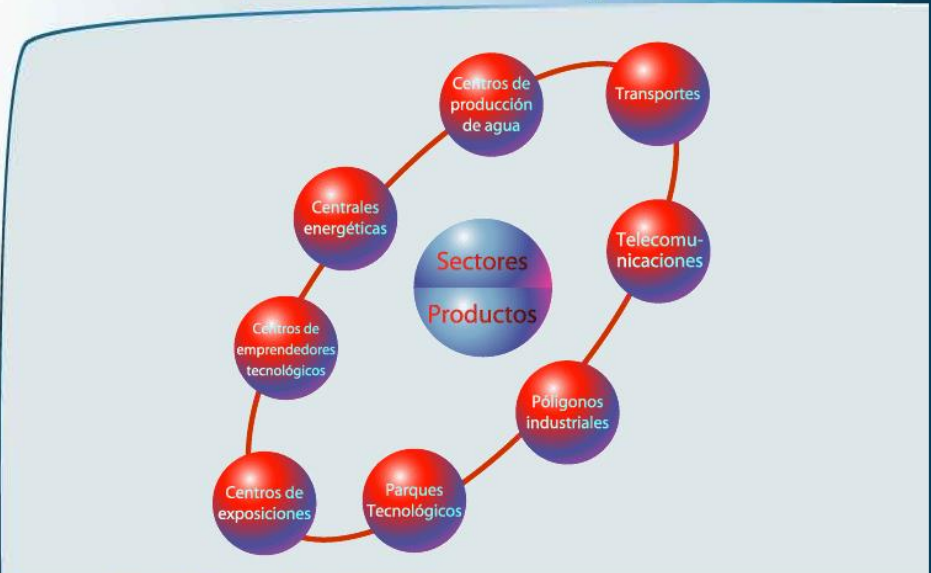 Centros de
producción
de agua
Transportes
Centrales
energéticas
Telecomu-
nicaciones
Sectores
Productos
Centros de
emprendedores
tecnológicos
Póligonos
industriales
Centros de
exposiciones
Parques
Tecnológicos